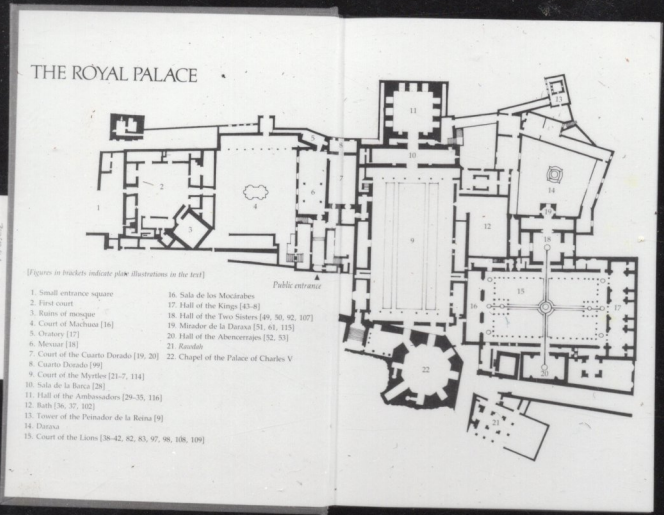 THE ROYAL PALACE
11
13
5
8
10
2
6
7
14
1
3
4
9
12
19
18
[Figures in brackets indicate plate illustrations in the text]
Public entrance
15
16
17
1. Small entrance square
2. First court
3. Ruins of mosque
4. Court of Machuca [16]
5. Oratory [17]
6. Mexuar [18]
7. Court of the Cuarto Dorado [19, 20]
8. Cuarto Dorado [99]
9. Court of the Myrtles [21–7, 114]
10. Sala de la Barca [28]
11. Hall of the Ambassadors [29–35, 116]
12. Bath [36, 37, 102]
13. Tower of the Peinador de la Reina [9]
14. Daraxa
15. Court of the Lions [38–42, 82, 83, 97, 98, 108, 109]
16. Sala de los Mocárabes
17. Hall of the Kings [43–8]
18. Hall of the Two Sisters [49, 50, 92, 107]
19. Mirador de la Daraxa [51, 61, 115]
20. Hall of the Abencerrajes [52, 53]
21. Raudah
22. Chapel of the Palace of Charles V
22
20
21